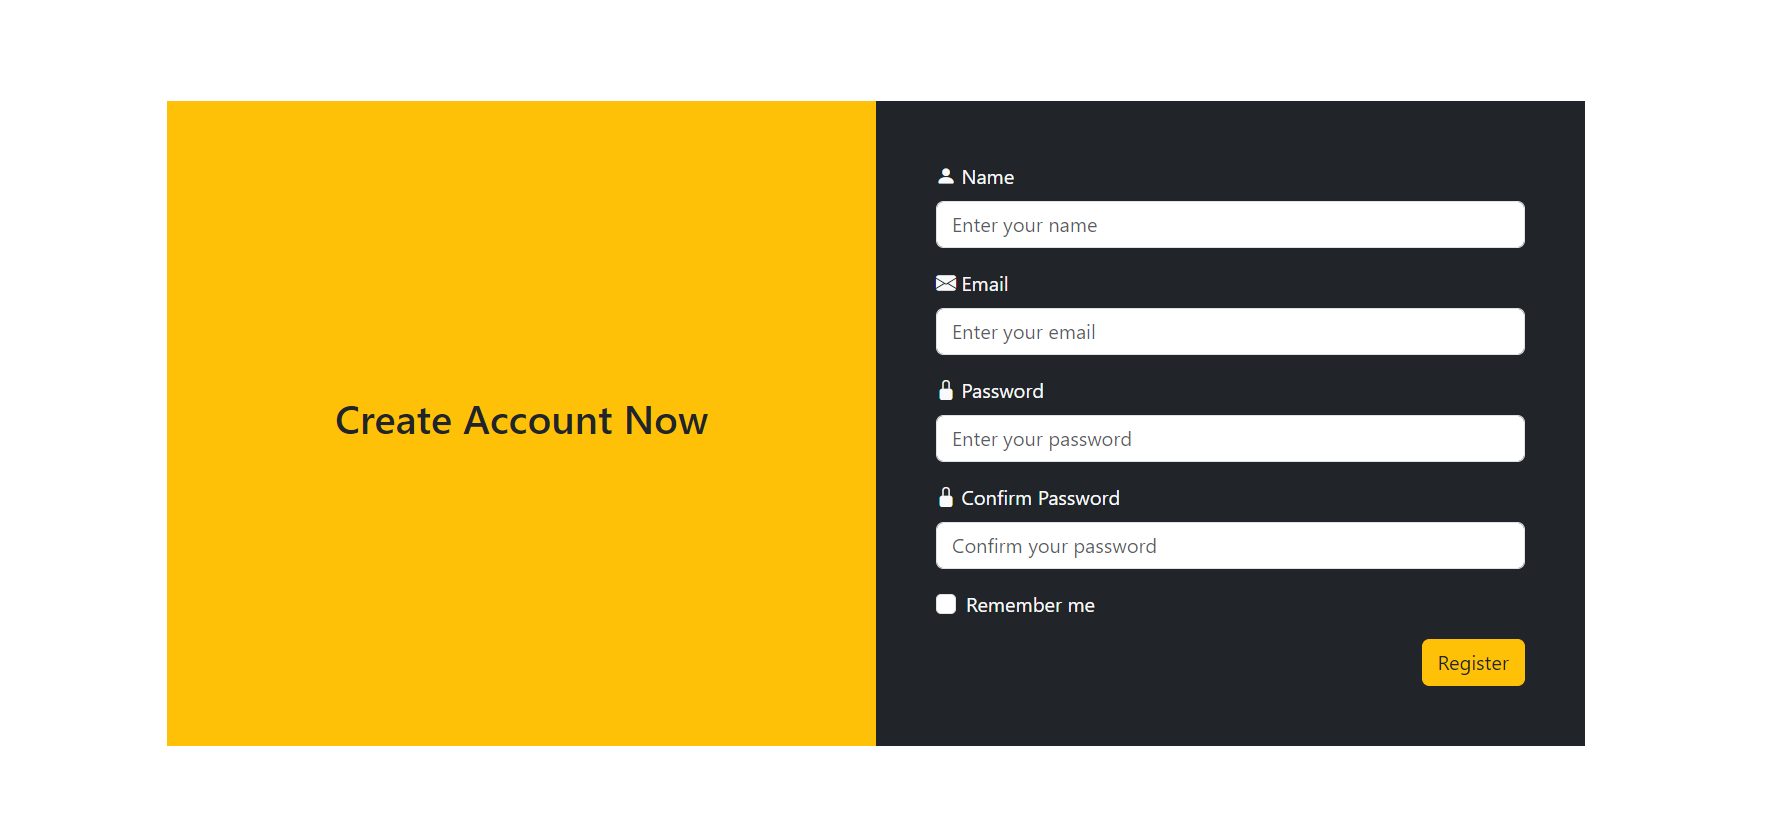 Create Account Now
Name
Enter your name
Email
Enter your email
Password
Enter your password
Confirm Password
Confirm your password
Remember me
Register